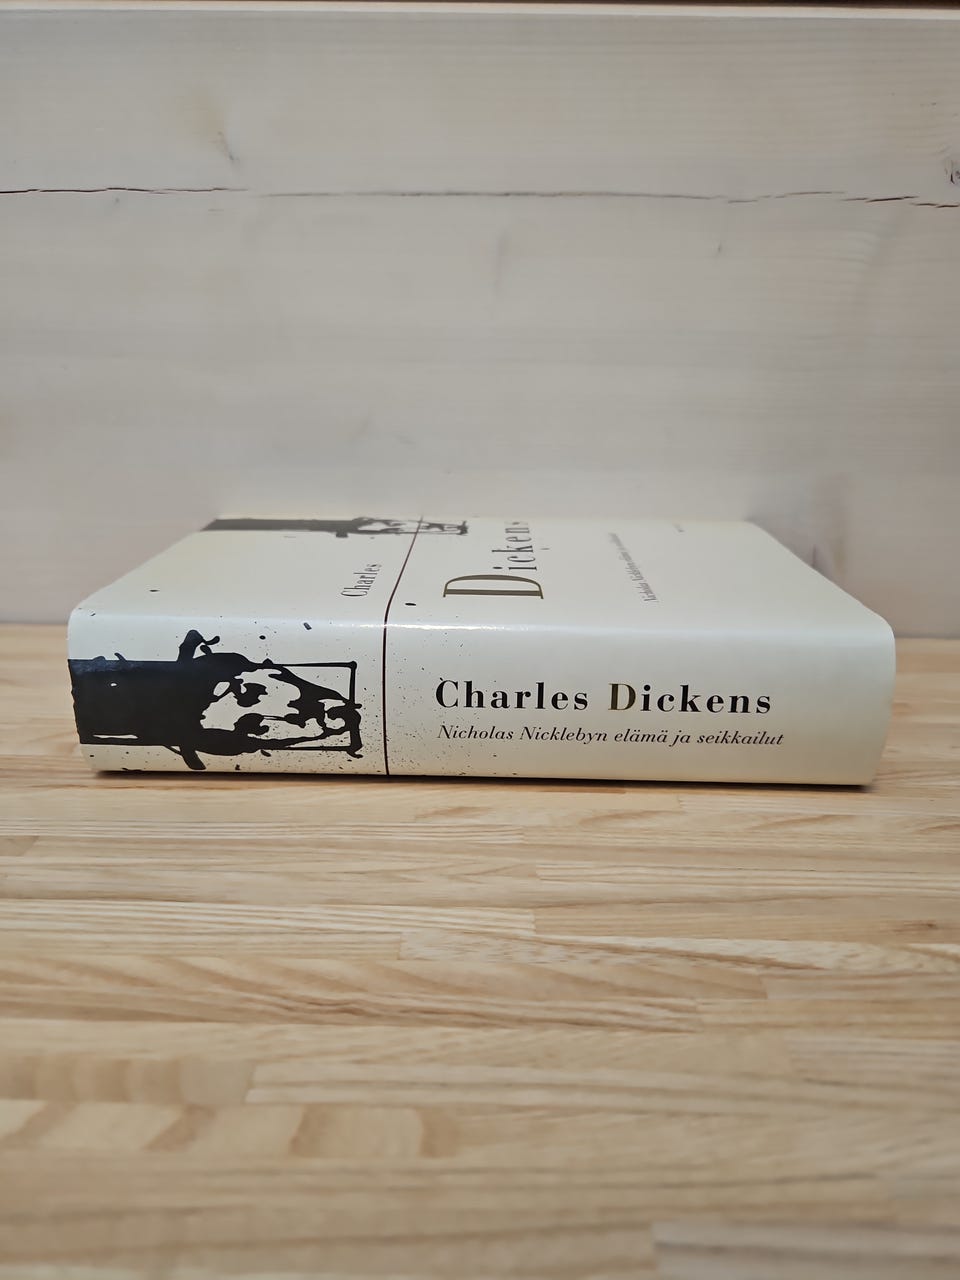 Charles
Dickens
Charles Dickens
Nicholas Nicklebyn elämä ja seikkailut